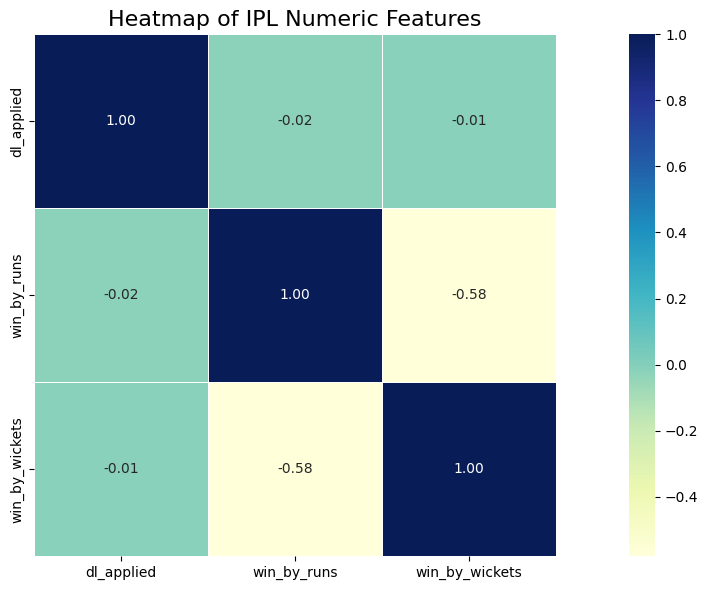 Heatmap of IPL Numeric Features
dl_applied
1.00
-0.02
-0.01
win_by_runs
-0.02
1.00
-0.58
win_by_wickets
-0.01
-0.58
1.00
dl_applied
win_by_runs
win_by_wickets
1.0
0.8
0.6
0.4
0.2
0.0
−0.2
−0.4